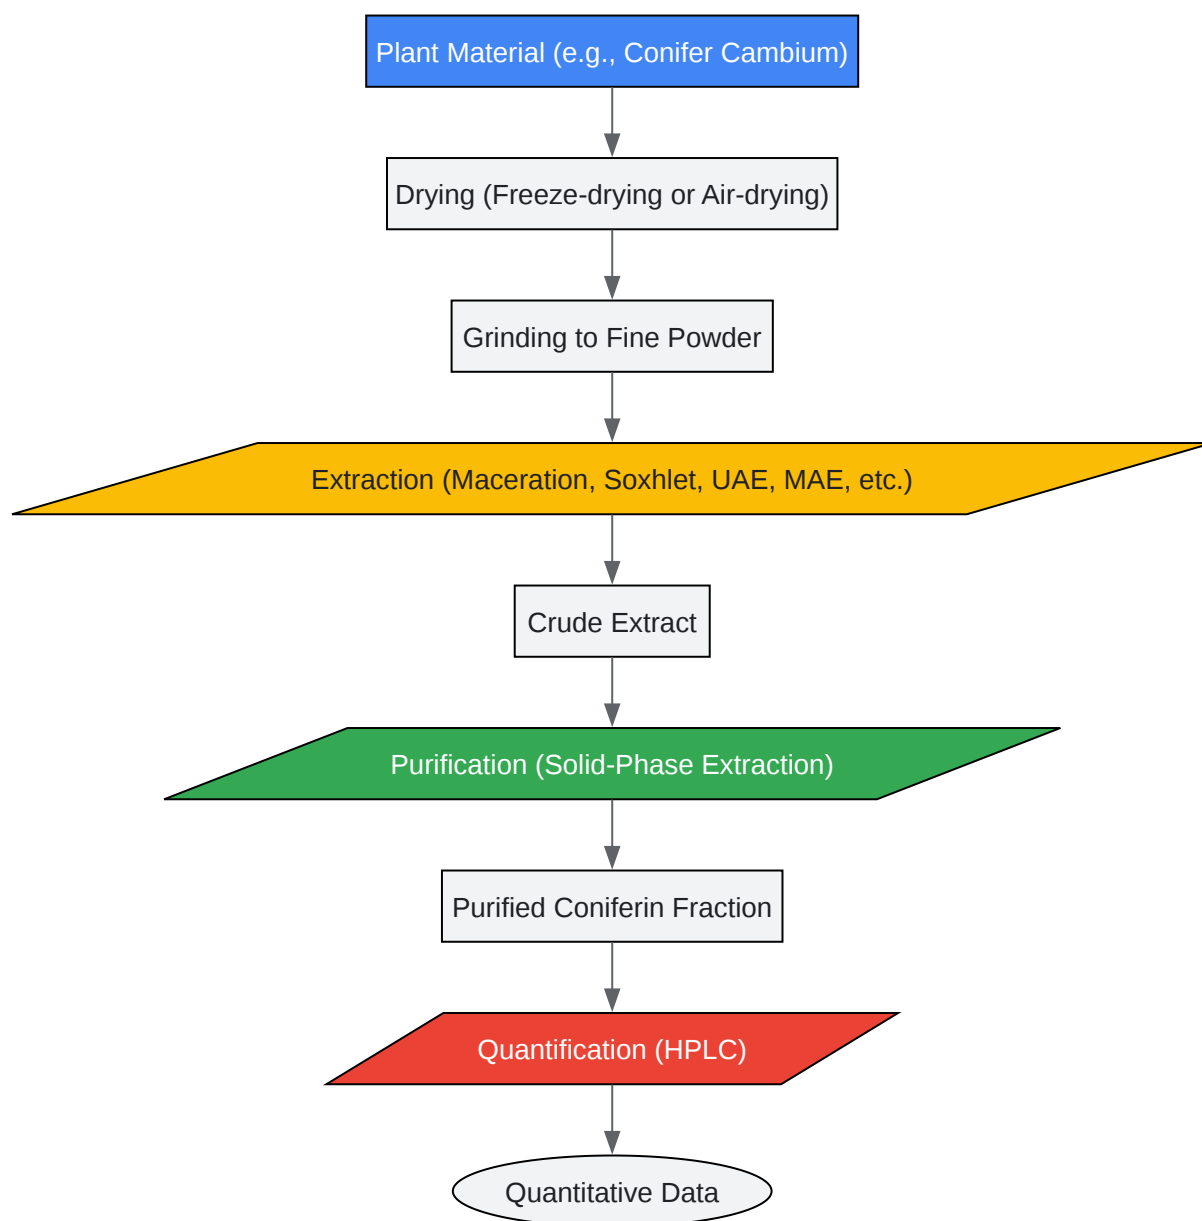 Plant Material (e.g., Conifer Cambium)
Drying (Freeze-drying or Air-drying)
Grinding to Fine Powder
Extraction (Maceration, Soxhlet, UAE, MAE, etc.)
Crude Extract
Purification (Solid-Phase Extraction)
Purified Coniferin Fraction
Quantification (HPLC)
Quantitative Data